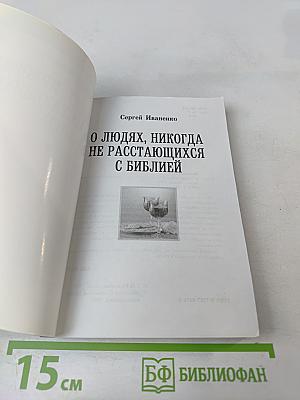 Сергей Иваненко
О ЛЮДЯХ, НИКОГДА
НЕ РАССТАЮЩИХСЯ
С БИБЛИЕЙ
15 см
БФ БИБЛИОФАН